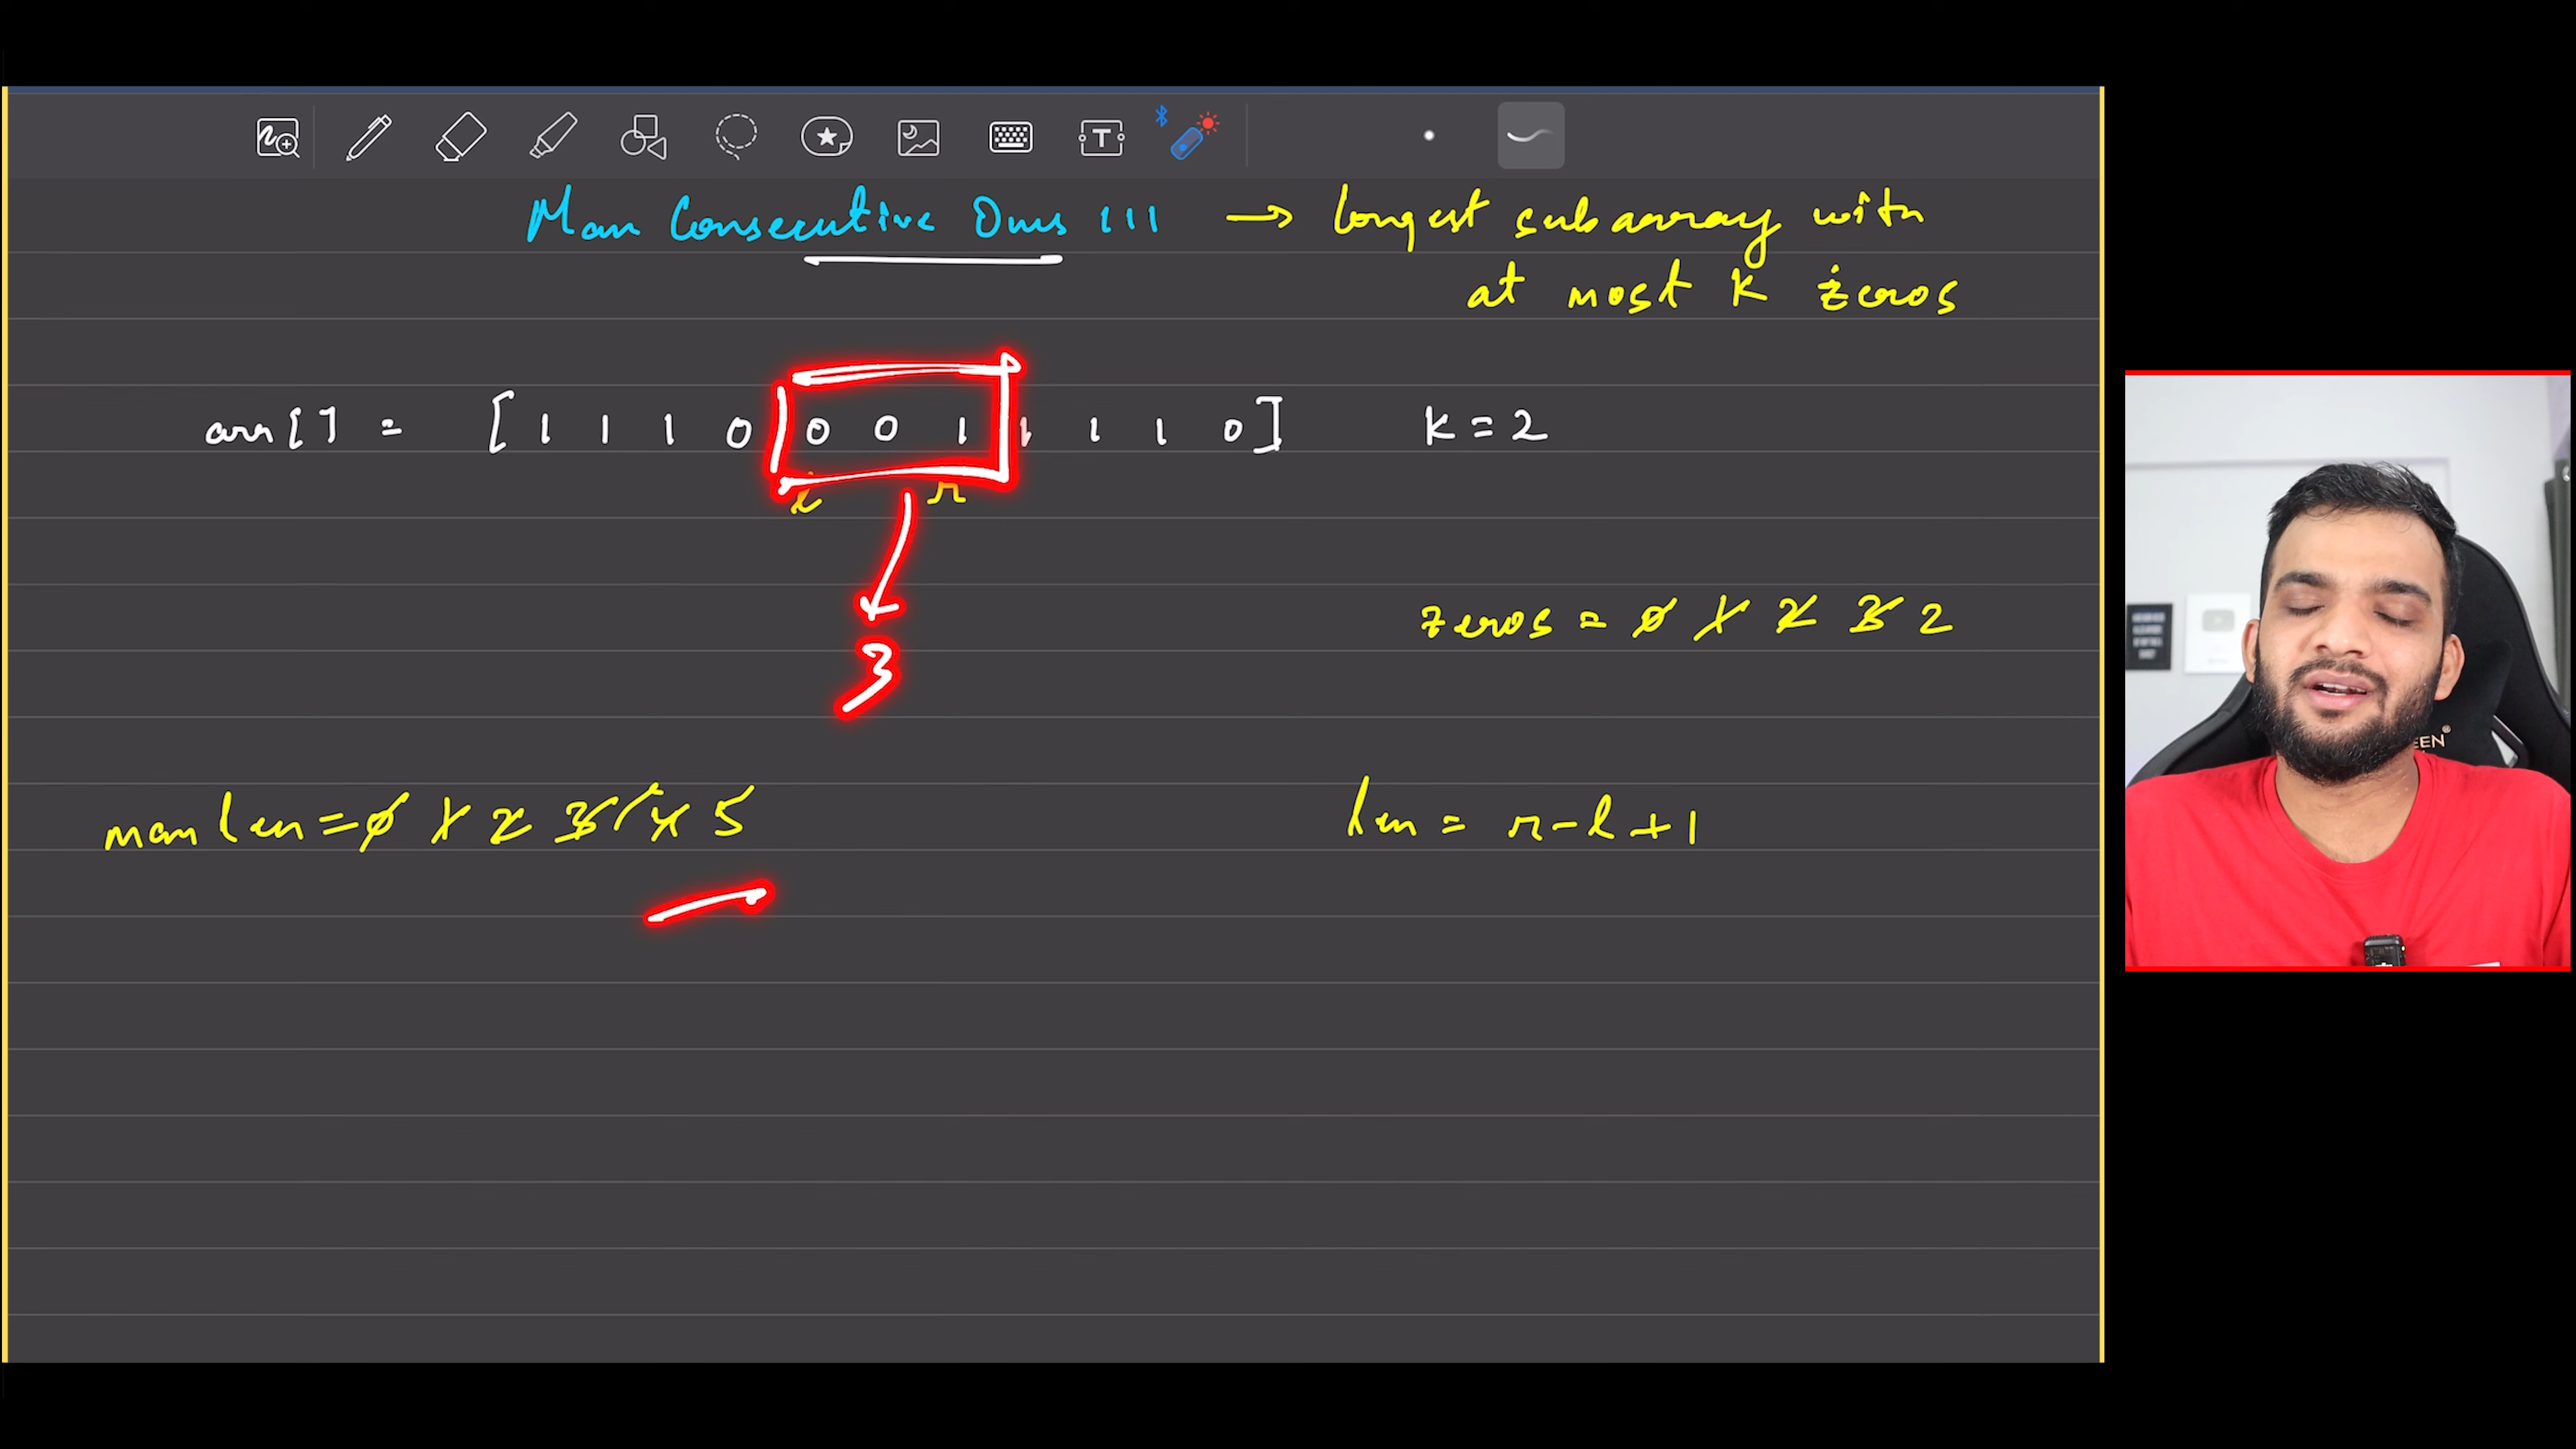 Max Consecutive Ones III → Longest subarray with
at most K zeros
arr[] = [1 1 1 0 0 0 1 1 1 1 0] K = 2
l r
3
zeros = 0 1 2 3 2
maxlen = 0 1 2 3 4 5
len = r - l + 1